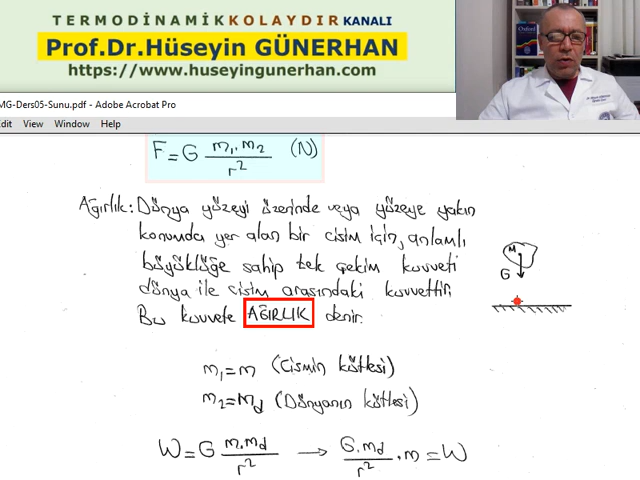 TERMODİNAMİKKOLAYDIR KANALI
Prof.Dr.Hüseyin GÜNERHAN
https://www.huseyingunerhan.com
MG-Ders05-Sunu.pdf - Adobe Acrobat Pro
dit View Window Help
F = G m₁.m₂ / r² (N)
Ağırlık: Dünya yüzeyi üzerinde veya yüzeye yakın
konumda yer alan bir cisim için, anlamlı
büyüklüğe sahip tek çekim kuvveti
dünya ile cisim arasındaki kuvvettir.
Bu kuvvete AĞIRLIK denir.
M
G
m₁=m (Cismin kütlesi)
m₂=Md (Dünyanın kütlesi)
W = G m.md / r² → G.md / r² . m = W